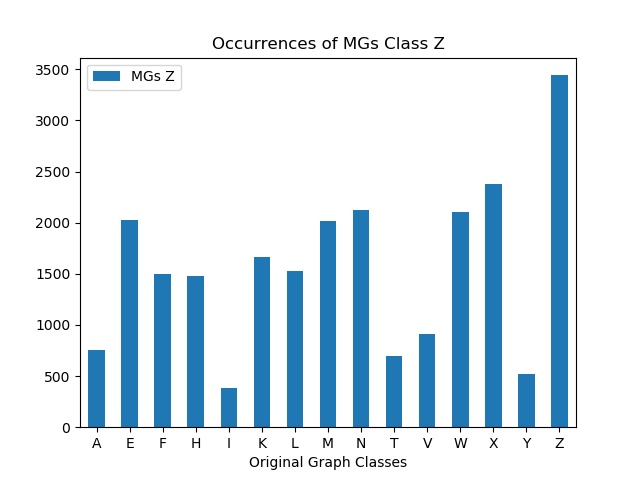 Occurrences of MGs Class Z
MGs Z
3500
3000
2500
2000
1500
1000
500
0
A E F H I K L M N T V W X Y Z
Original Graph Classes